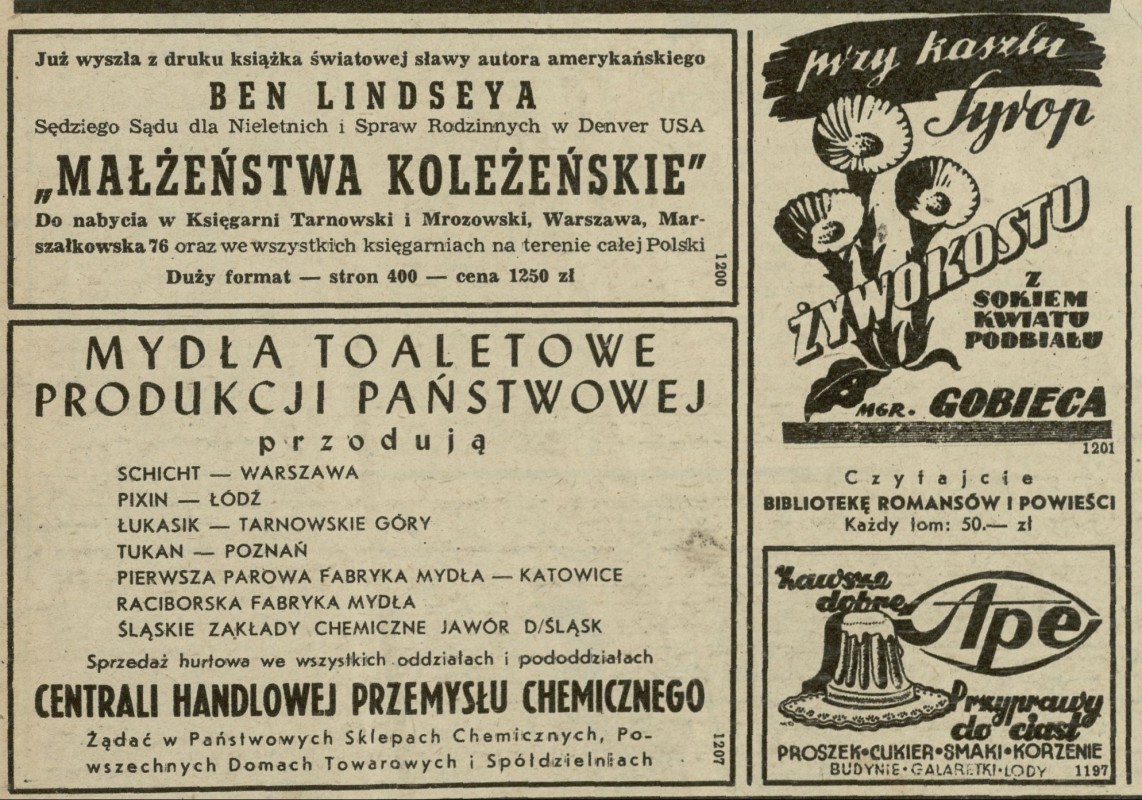 Już wyszła z druku książka światowej sławy autora amerykańskiego
BEN LINDSEYA
Sędziego Sądu dla Nieletnich i Spraw Rodzinnych w Denver USA
„MAŁŻEŃSTWA KOLEŻEŃSKIE”
Do nabycia w Księgarni Tarnowski i Mrozowski, Warszawa, Mar-
szałkowska 76 oraz we wszystkich księgarniach na terenie całej Polski
Duży format — stron 400 — cena 1250 zł
1200
MYDŁA TOALETOWE
PRODUKCJI PAŃSTWOWEJ
przodują
SCHICHT — WARSZAWA
PIXIN — ŁÓDŹ
ŁUKASIK — TARNOWSKIE GÓRY
TUKAN — POZNAŃ
PIERWSZA PAROWA FABRYKA MYDŁA — KATOWICE
RACIBORSKA FABRYKA MYDŁA
ŚLĄSKIE ZAKŁADY CHEMICZNE JAWÓR D/ŚLĄSK
Sprzedaż hurtowa we wszystkich oddziałach i pododdziałach
CENTRALI HANDLOWEJ PRZEMYSŁU CHEMICZNEGO
Żądać w Państwowych Sklepach Chemicznych, Po-
wszechnych Domach Towarowych i Spółdzielniach
1207
przy kaszlu
Syrop
ŻYWOKOSTU
Z
SOKIEM
KWIATU
PODBIAŁU
MGR. GOBIECA
1201
Czytajcie
BIBLIOTEKĘ ROMANSÓW I POWIEŚCI
Każdy tom: 50.— zł
Zawsze
dobre
Ape
Przyprawy
do ciast
PROSZEK•CUKIER•SMAKI•KORZENIE
BUDYNIE•GALARETKI•LODY
1197